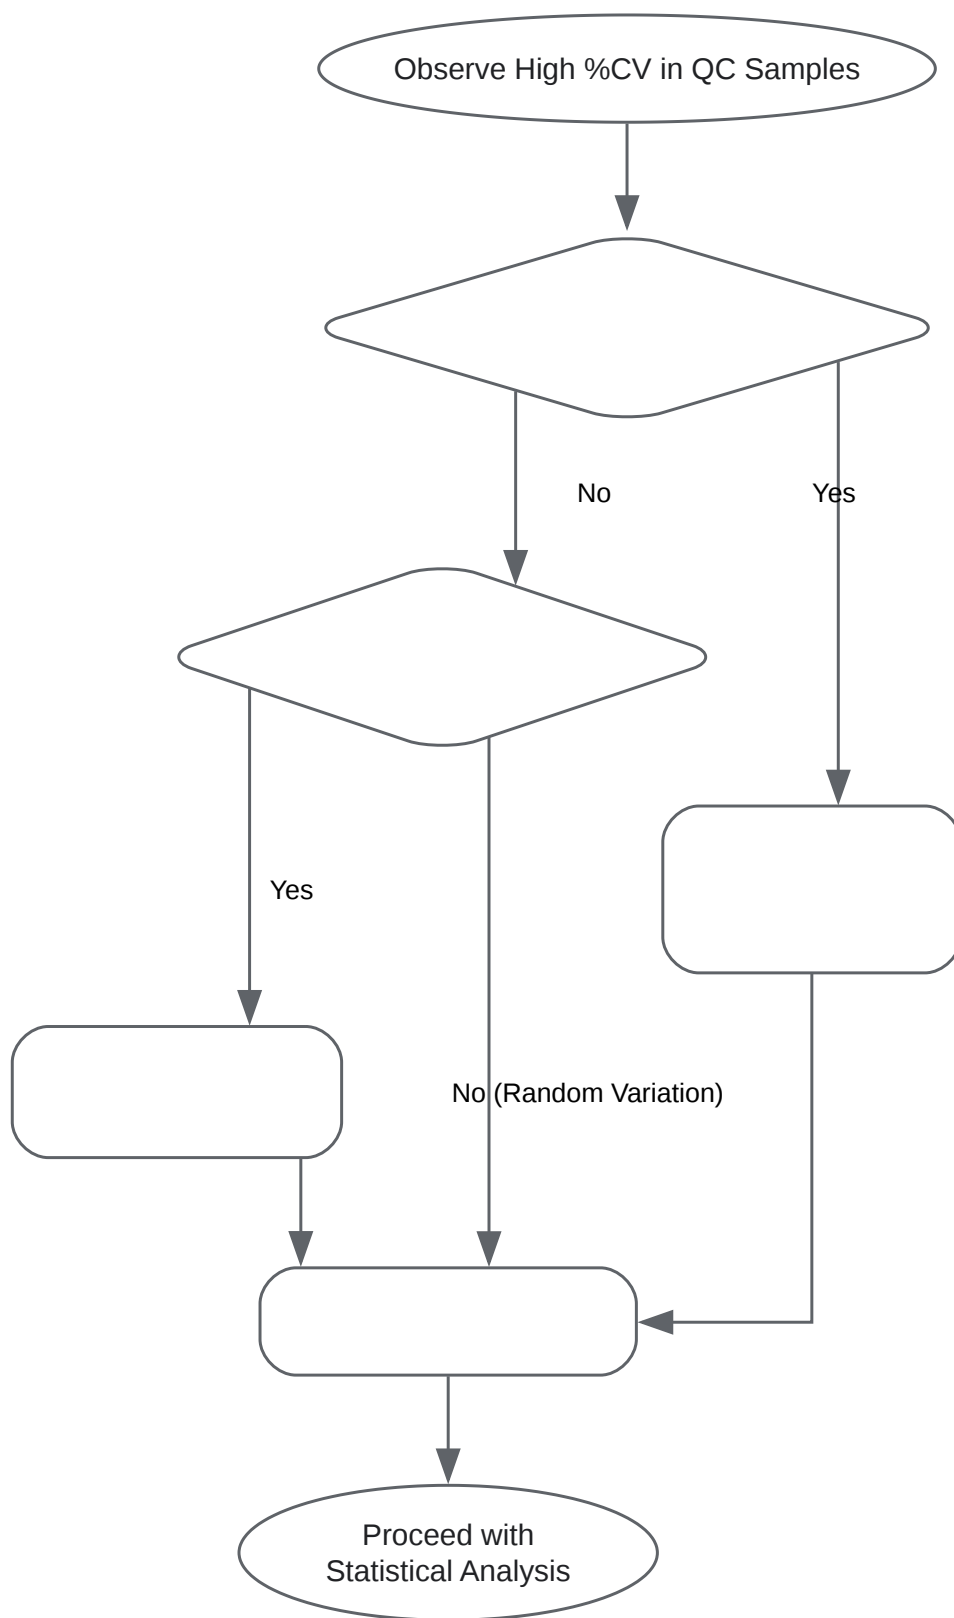 Observe High %CV in QC Samples
No
Yes
Yes
No (Random Variation)
Proceed with
Statistical Analysis